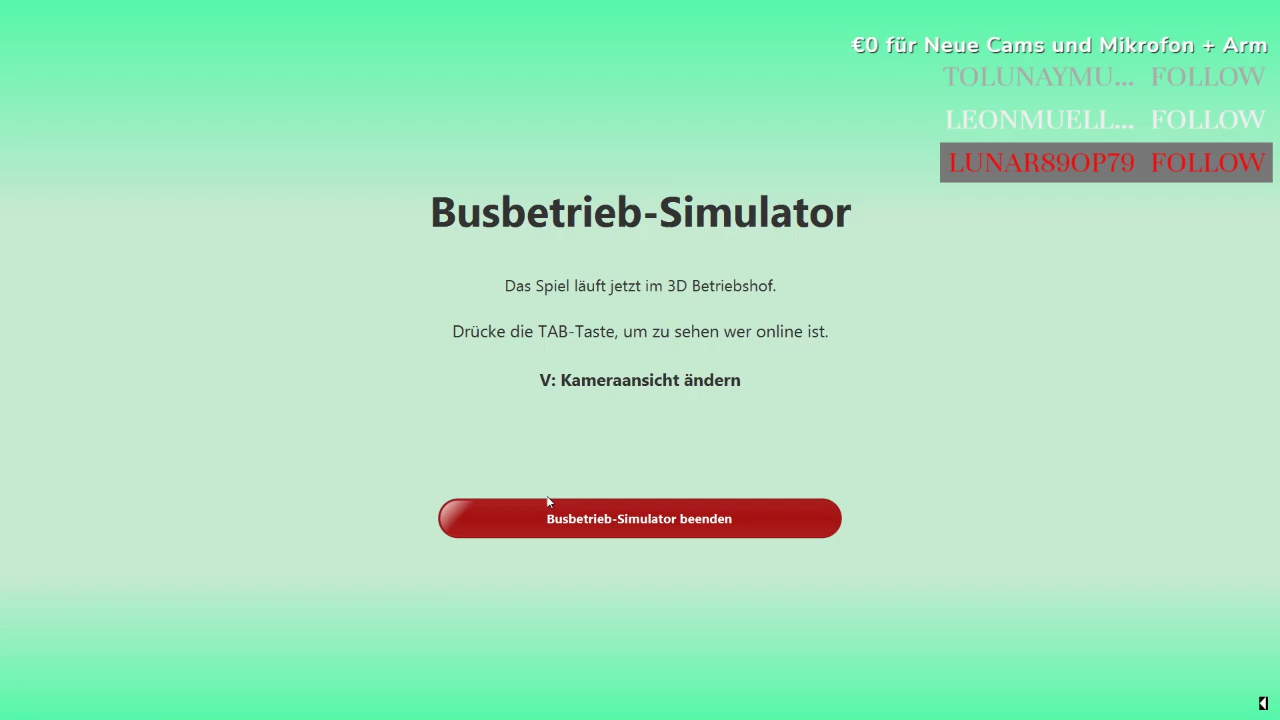 €0 für Neue Cams und Mikrofon + Arm
TOLUNAYMU... FOLLOW
LEONMUELL... FOLLOW
LUNAR89OP79 FOLLOW
Busbetrieb-Simulator
Das Spiel läuft jetzt im 3D Betriebshof.
Drücke die TAB-Taste, um zu sehen wer online ist.
V: Kameraansicht ändern
Busbetrieb-Simulator beenden